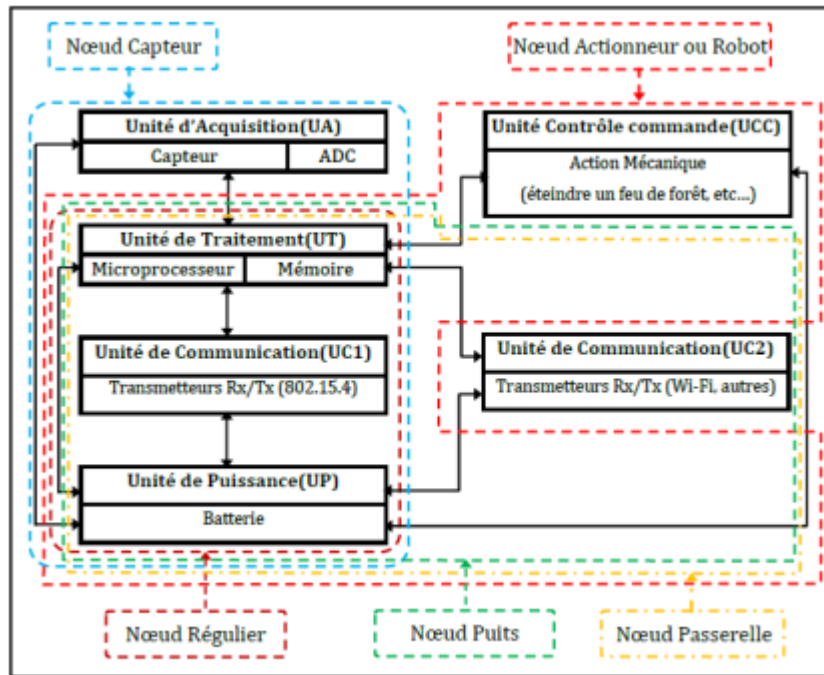 Nœud Capteur
Nœud Actionneur ou Robot
Unité d'Acquisition(UA)
Capteur
ADC
Unité Contrôle commande(UCC)
Action Mécanique
(éteindre un feu de forêt, etc...)
Unité de Traitement(UT)
Microprocesseur
Mémoire
Unité de Communication(UC1)
Transmetteurs Rx/Tx (802.15.4)
Unité de Communication(UC2)
Transmetteurs Rx/Tx (Wi-Fi, autres)
Unité de Puissance(UP)
Batterie
Nœud Régulier
Nœud Puits
Nœud Passerelle